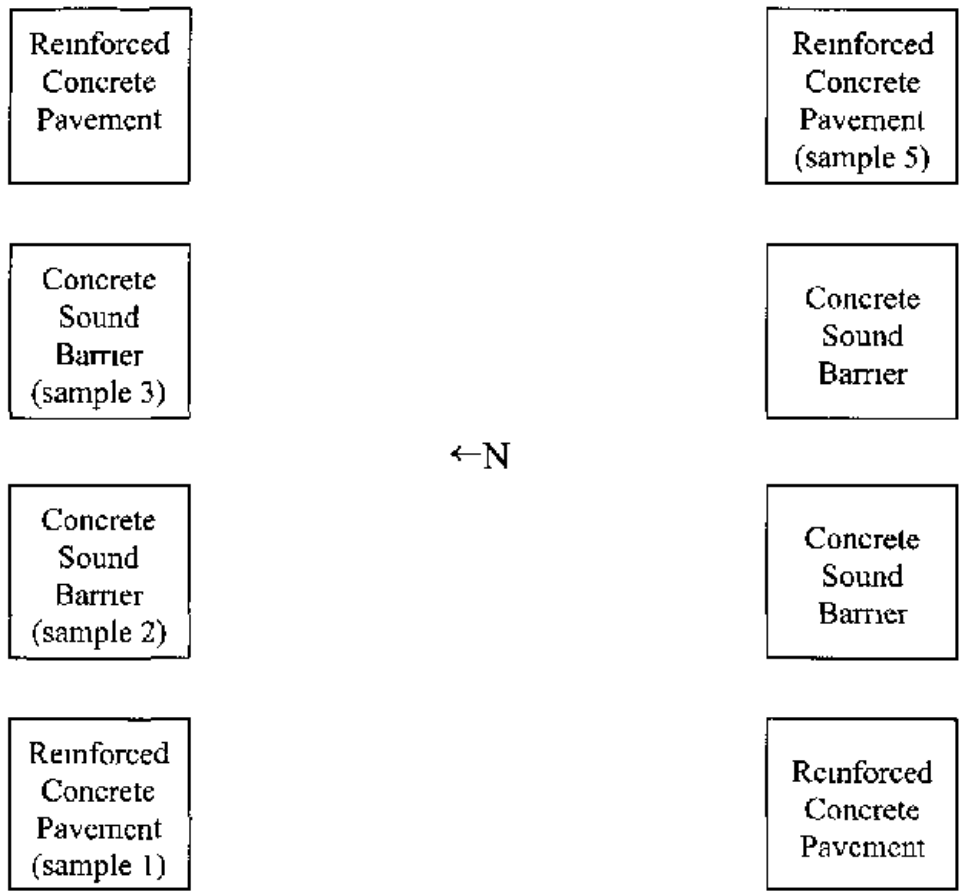 Reinforced
Concrete
Pavement
Reinforced
Concrete
Pavement
(sample 5)
Concrete
Sound
Barrier
(sample 3)
Concrete
Sound
Barrier
←N
Concrete
Sound
Barrier
(sample 2)
Concrete
Sound
Barrier
Reinforced
Concrete
Pavement
(sample 1)
Reinforced
Concrete
Pavement